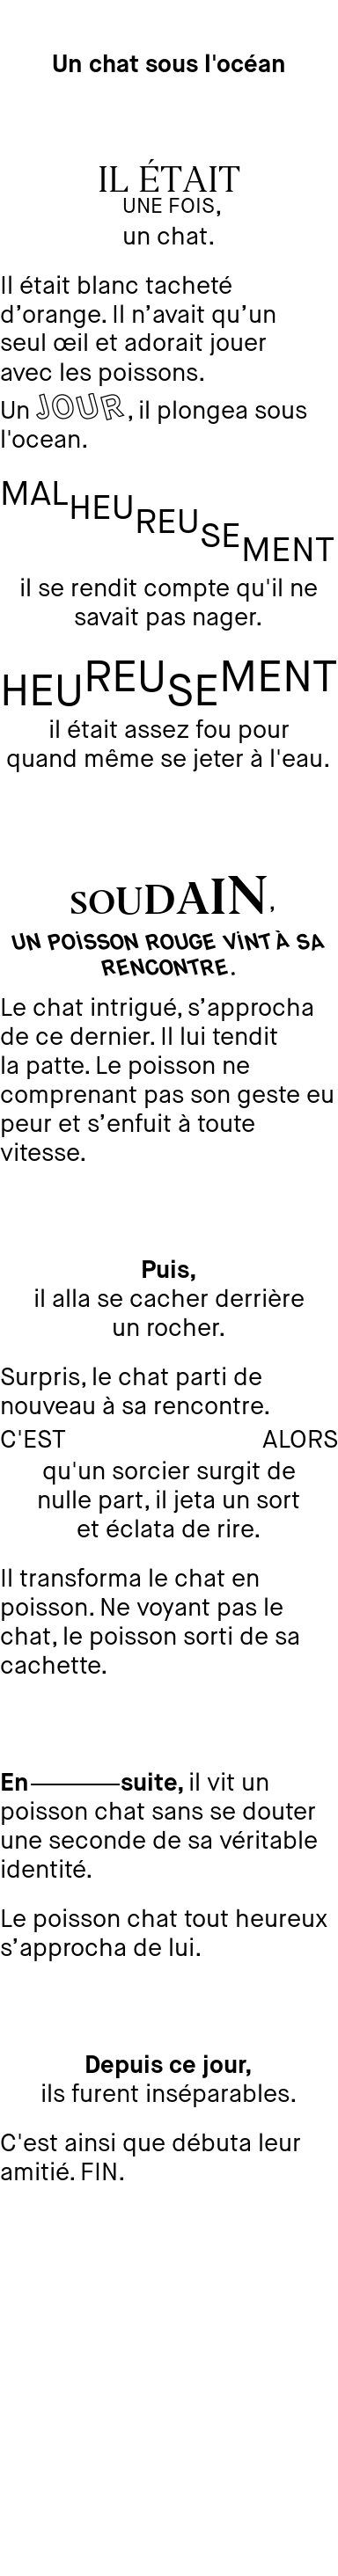 Un chat sous l'océan
IL ÉTAIT
UNE FOIS,
un chat.
Il était blanc tacheté
d’orange. Il n’avait qu’un
seul œil et adorait jouer
avec les poissons.
Un JOUR, il plongea sous
l'ocean.
MALHEUREUSEMENT
il se rendit compte qu'il ne
savait pas nager.
HEUREUSEMENT
il était assez fou pour
quand même se jeter à l'eau.
SOUDAIN,
UN POISSON ROUGE VINT À SA
RENCONTRE.
Le chat intrigué, s’approcha
de ce dernier. Il lui tendit
la patte. Le poisson ne
comprenant pas son geste eu
peur et s’enfuit à toute
vitesse.
Puis,
il alla se cacher derrière
un rocher.
Surpris, le chat parti de
nouveau à sa rencontre.
C'EST ALORS
qu'un sorcier surgit de
nulle part, il jeta un sort
et éclata de rire.
Il transforma le chat en
poisson. Ne voyant pas le
chat, le poisson sorti de sa
cachette.
En———suite, il vit un
poisson chat sans se douter
une seconde de sa véritable
identité.
Le poisson chat tout heureux
s’approcha de lui.
Depuis ce jour,
ils furent inséparables.
C'est ainsi que débuta leur
amitié. FIN.